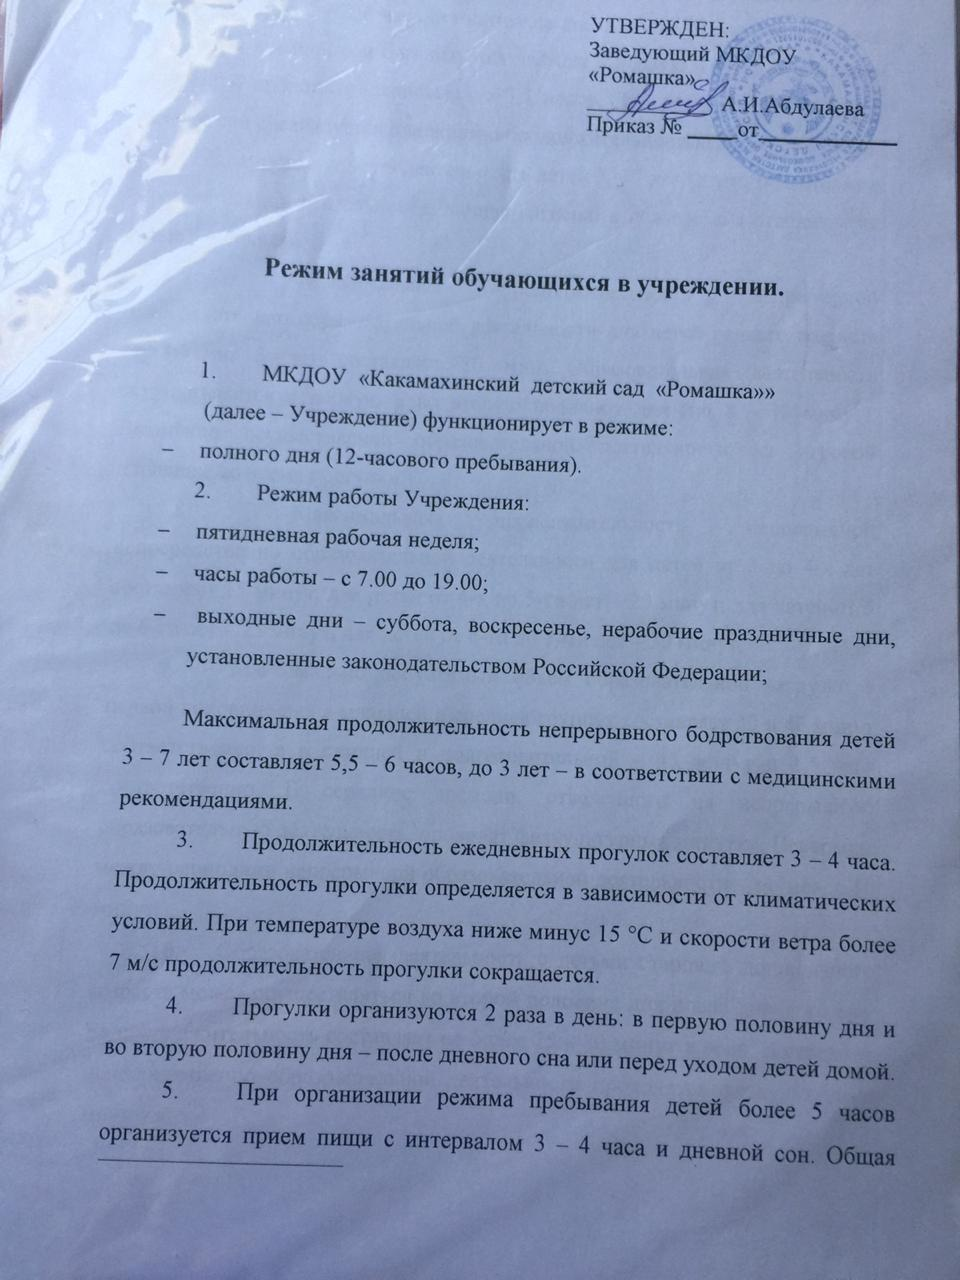 УТВЕРЖДЕН:
Заведующий МКДОУ
«Ромашка»
А.И.Абдулаева
Приказ № _____от_____________
Режим занятий обучающихся в учреждении.
1. МКДОУ «Какамахинский детский сад «Ромашка»»
(далее – Учреждение) функционирует в режиме:
– полного дня (12-часового пребывания).
2. Режим работы Учреждения:
– пятидневная рабочая неделя;
– часы работы – с 7.00 до 19.00;
– выходные дни – суббота, воскресенье, нерабочие праздничные дни,
установленные законодательством Российской Федерации;
Максимальная продолжительность непрерывного бодрствования детей
3 – 7 лет составляет 5,5 – 6 часов, до 3 лет – в соответствии с медицинскими
рекомендациями.
3. Продолжительность ежедневных прогулок составляет 3 – 4 часа.
Продолжительность прогулки определяется в зависимости от климатических
условий. При температуре воздуха ниже минус 15 °С и скорости ветра более
7 м/с продолжительность прогулки сокращается.
4. Прогулки организуются 2 раза в день: в первую половину дня и
во вторую половину дня – после дневного сна или перед уходом детей домой.
5. При организации режима пребывания детей более 5 часов
организуется прием пищи с интервалом 3 – 4 часа и дневной сон. Общая